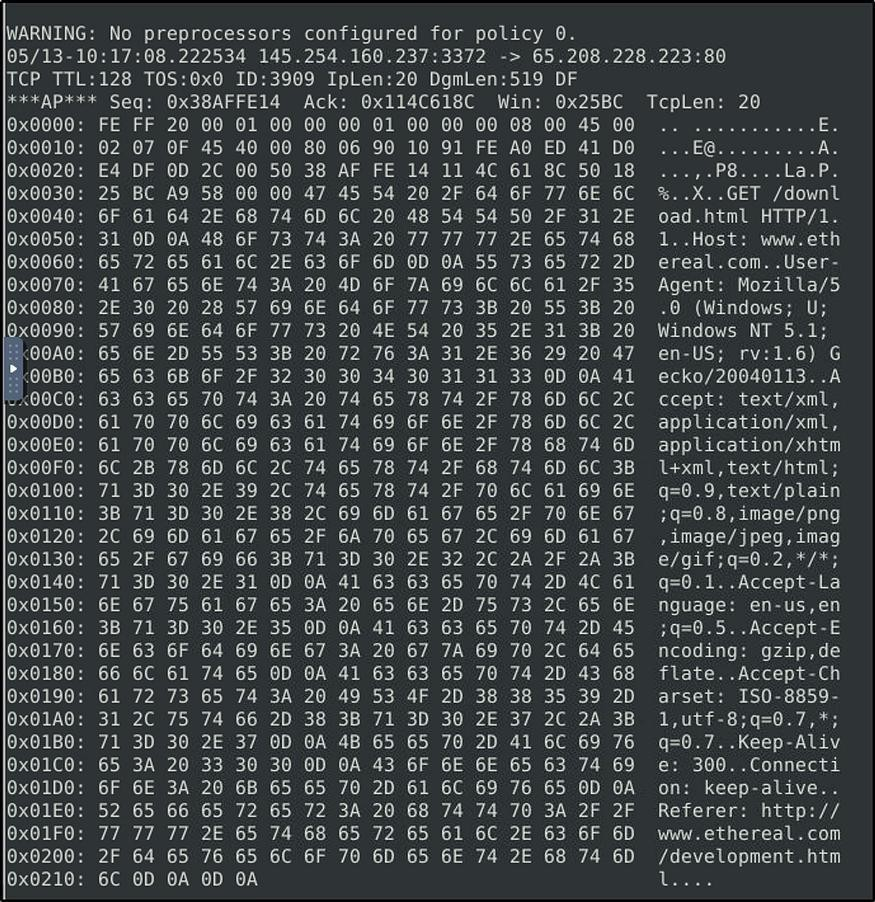 WARNING: No preprocessors configured for policy 0.
05/13-10:17:08.222534 145.254.160.237:3372 -> 65.208.228.223:80
TCP TTL:128 TOS:0x0 ID:3909 IpLen:20 DgmLen:519 DF
***AP*** Seq: 0x38AFFE14  Ack: 0x114C618C  Win: 0x25BC  TcpLen: 20
0x0000: FE FF 20 00 01 00 00 00 01 00 00 00 08 00 45 00  .. ...........E.
0x0010: 02 07 0F 45 40 00 80 06 90 10 91 FE A0 ED 41 D0  ...E@.........A.
0x0020: E4 DF 0D 2C 00 50 38 AF FE 14 11 4C 61 8C 50 18  ...,.P8....La.P.
0x0030: 25 BC A9 58 00 00 47 45 54 20 2F 64 6F 77 6E 6C  %..X..GET /downl
0x0040: 6F 61 64 2E 68 74 6D 6C 20 48 54 54 50 2F 31 2E  oad.html HTTP/1.
0x0050: 31 0D 0A 48 6F 73 74 3A 20 77 77 77 2E 65 74 68  1..Host: www.eth
0x0060: 65 72 65 61 6C 2E 63 6F 6D 0D 0A 55 73 65 72 2D  ereal.com..User-
0x0070: 41 67 65 6E 74 3A 20 4D 6F 7A 69 6C 6C 61 2F 35  Agent: Mozilla/5
0x0080: 2E 30 20 28 57 69 6E 64 6F 77 73 3B 20 55 3B 20  .0 (Windows; U;
0x0090: 57 69 6E 64 6F 77 73 20 4E 54 20 35 2E 31 3B 20  Windows NT 5.1;
x00A0: 65 6E 2D 55 53 3B 20 72 76 3A 31 2E 36 29 20 47  en-US; rv:1.6) G
x00B0: 65 63 6B 6F 2F 32 30 30 34 30 31 31 33 0D 0A 41  ecko/20040113..A
x00C0: 63 63 65 70 74 3A 20 74 65 78 74 2F 78 6D 6C 2C  ccept: text/xml,
0x00D0: 61 70 70 6C 69 63 61 74 69 6F 6E 2F 78 6D 6C 2C  application/xml,
0x00E0: 61 70 70 6C 69 63 61 74 69 6F 6E 2F 78 68 74 6D  application/xhtm
0x00F0: 6C 2B 78 6D 6C 2C 74 65 78 74 2F 68 74 6D 6C 3B  l+xml,text/html;
0x0100: 71 3D 30 2E 39 2C 74 65 78 74 2F 70 6C 61 69 6E  q=0.9,text/plain
0x0110: 3B 71 3D 30 2E 38 2C 69 6D 61 67 65 2F 70 6E 67  ;q=0.8,image/png
0x0120: 2C 69 6D 61 67 65 2F 6A 70 65 67 2C 69 6D 61 67  ,image/jpeg,imag
0x0130: 65 2F 67 69 66 3B 71 3D 30 2E 32 2C 2A 2F 2A 3B  e/gif;q=0.2,*/*;
0x0140: 71 3D 30 2E 31 0D 0A 41 63 63 65 70 74 2D 4C 61  q=0.1..Accept-La
0x0150: 6E 67 75 61 67 65 3A 20 65 6E 2D 75 73 2C 65 6E  nguage: en-us,en
0x0160: 3B 71 3D 30 2E 35 0D 0A 41 63 63 65 70 74 2D 45  ;q=0.5..Accept-E
0x0170: 6E 63 6F 64 69 6E 67 3A 20 67 7A 69 70 2C 64 65  ncoding: gzip,de
0x0180: 66 6C 61 74 65 0D 0A 41 63 63 65 70 74 2D 43 68  flate..Accept-Ch
0x0190: 61 72 73 65 74 3A 20 49 53 4F 2D 38 38 35 39 2D  arset: ISO-8859-
0x01A0: 31 2C 75 74 66 2D 38 3B 71 3D 30 2E 37 2C 2A 3B  1,utf-8;q=0.7,*;
0x01B0: 71 3D 30 2E 37 0D 0A 4B 65 65 70 2D 41 6C 69 76  q=0.7..Keep-Aliv
0x01C0: 65 3A 20 33 30 30 0D 0A 43 6F 6E 6E 65 63 74 69  e: 300..Connecti
0x01D0: 6F 6E 3A 20 6B 65 65 70 2D 61 6C 69 76 65 0D 0A  on: keep-alive..
0x01E0: 52 65 66 65 72 65 72 3A 20 68 74 74 70 3A 2F 2F  Referer: http://
0x01F0: 77 77 77 2E 65 74 68 65 72 65 61 6C 2E 63 6F 6D  www.ethereal.com
0x0200: 2F 64 65 76 65 6C 6F 70 6D 65 6E 74 2E 68 74 6D  /development.htm
0x0210: 6C 0D 0A 0D 0A  l....